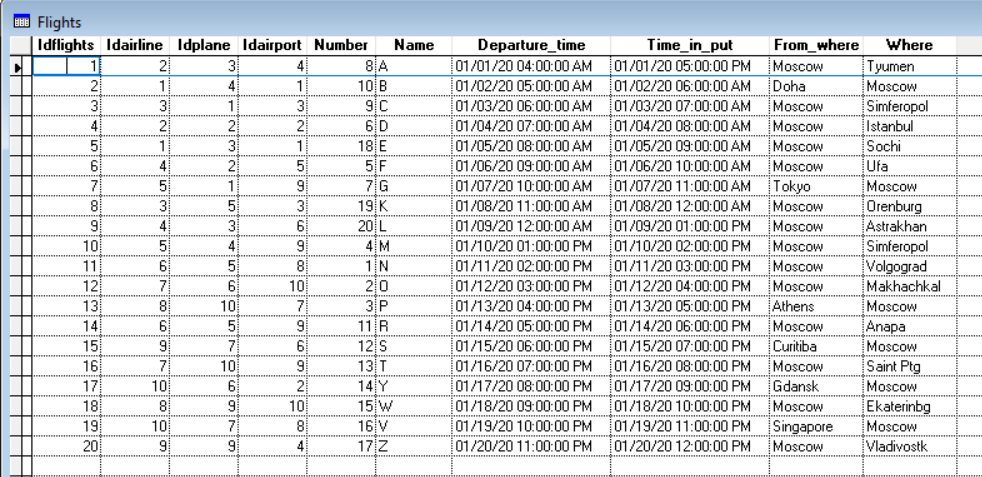 Flights
Idflights Idairline Idplane Idairport Number Name Departure_time Time_in_put From_where Where
1 2 3 4 8 A 01/01/20 04:00:00 AM 01/01/20 05:00:00 PM Moscow Tyumen
2 1 4 1 10 B 01/02/20 05:00:00 AM 01/02/20 06:00:00 AM Doha Moscow
3 3 1 3 9 C 01/03/20 06:00:00 AM 01/03/20 07:00:00 AM Moscow Simferopol
4 2 2 2 6 D 01/04/20 07:00:00 AM 01/04/20 08:00:00 AM Moscow Istanbul
5 1 3 1 18 E 01/05/20 08:00:00 AM 01/05/20 09:00:00 AM Moscow Sochi
6 4 2 5 5 F 01/06/20 09:00:00 AM 01/06/20 10:00:00 AM Moscow Ufa
7 5 1 9 7 G 01/07/20 10:00:00 AM 01/07/20 11:00:00 AM Tokyo Moscow
8 3 5 3 19 K 01/08/20 11:00:00 AM 01/08/20 12:00:00 AM Moscow Orenburg
9 4 3 6 20 L 01/09/20 12:00:00 AM 01/09/20 01:00:00 PM Moscow Astrakhan
10 5 4 9 4 M 01/10/20 01:00:00 PM 01/10/20 02:00:00 PM Moscow Simferopol
11 6 5 8 1 N 01/11/20 02:00:00 PM 01/11/20 03:00:00 PM Moscow Volgograd
12 7 6 10 2 O 01/12/20 03:00:00 PM 01/12/20 04:00:00 PM Moscow Makhachkal
13 8 10 7 3 P 01/13/20 04:00:00 PM 01/13/20 05:00:00 PM Athens Moscow
14 6 5 9 11 R 01/14/20 05:00:00 PM 01/14/20 06:00:00 PM Moscow Anapa
15 9 7 6 12 S 01/15/20 06:00:00 PM 01/15/20 07:00:00 PM Curitiba Moscow
16 7 10 9 13 T 01/16/20 07:00:00 PM 01/16/20 08:00:00 PM Moscow Saint Ptg
17 10 6 2 14 Y 01/17/20 08:00:00 PM 01/17/20 09:00:00 PM Gdansk Moscow
18 8 9 10 15 W 01/18/20 09:00:00 PM 01/18/20 10:00:00 PM Moscow Ekaterinbg
19 10 7 8 16 V 01/19/20 10:00:00 PM 01/19/20 11:00:00 PM Singapore Moscow
20 9 9 4 17 Z 01/20/20 11:00:00 PM 01/20/20 12:00:00 PM Moscow Vladivostk